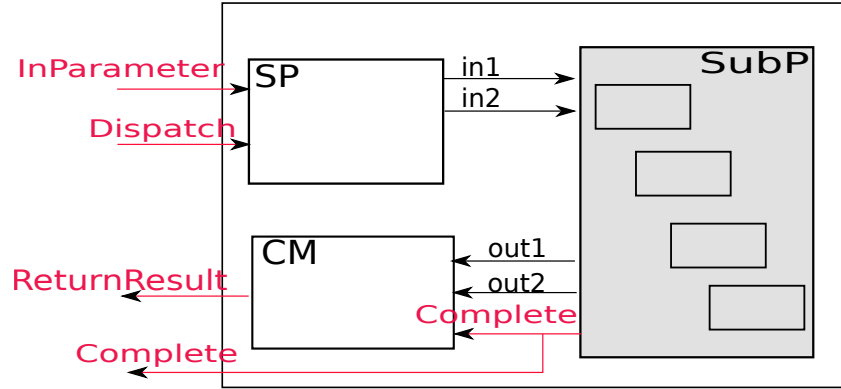 InParameter
SP
in1
SubP
in2
Dispatch
CM
out1
ReturnResult
out2
Complete
Complete